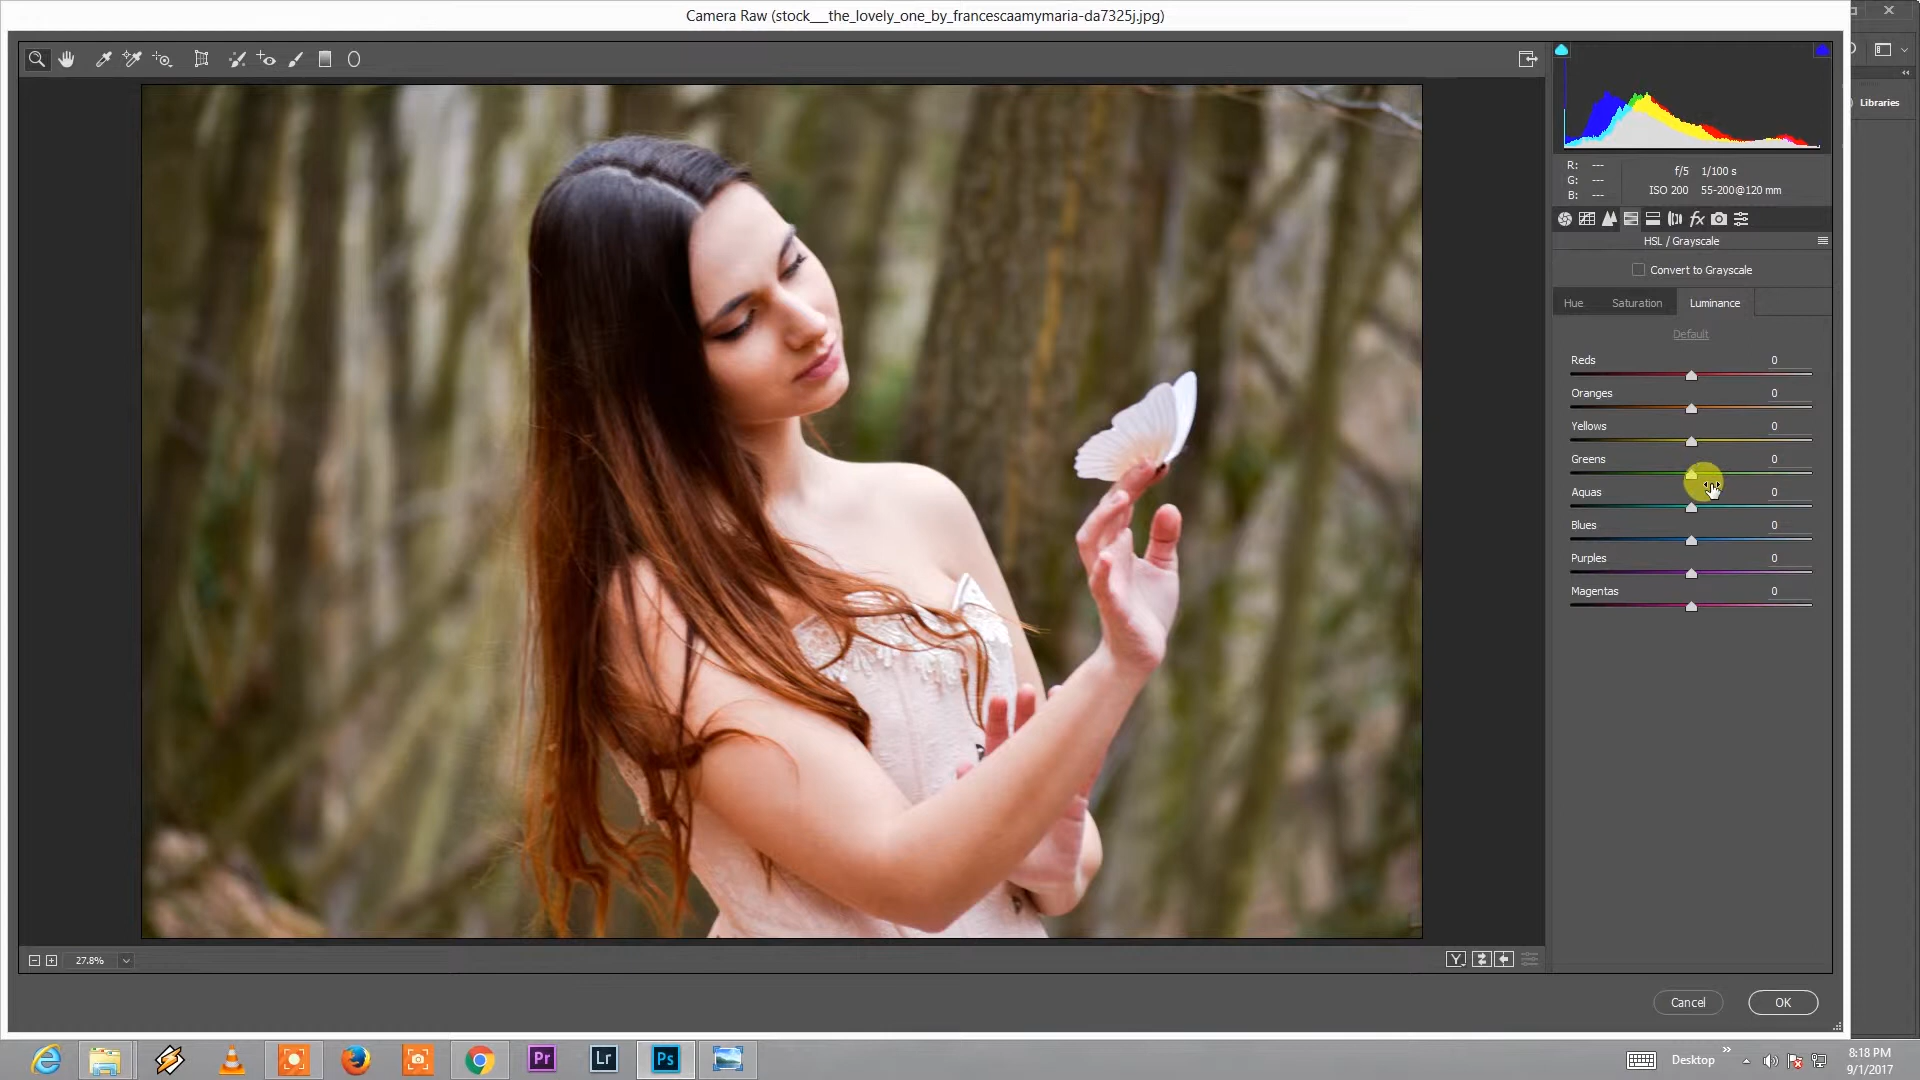 Camera Raw (stock__the_lovely_one_by_francescaamymaria-da7325j.jpg)
Libraries
R: ---
G: ---
B: ---
f/5 1/100 s
ISO 200 55-200@120 mm
fx
HSL / Grayscale
Convert to Grayscale
Hue Saturation Luminance
Default
Reds 0
Oranges 0
Yellows 0
Greens 0
Aquas 0
Blues 0
Purples 0
Magentas 0
27.8%
Y
Cancel OK
Pr Lr Ps
Desktop
8:18 PM
9/1/2017